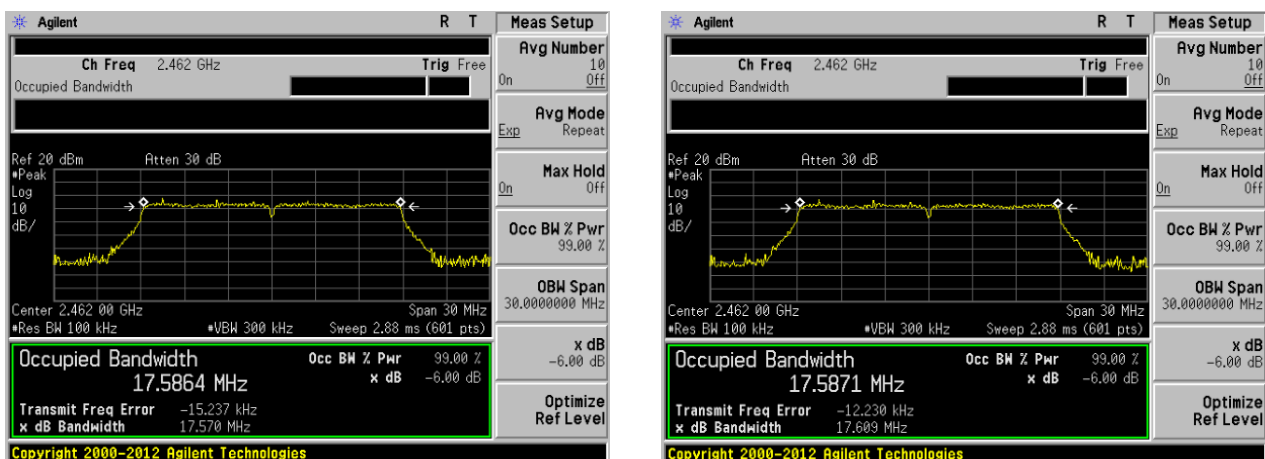 Agilent R T
Ch Freq 2.462 GHz Trig Free
Occupied Bandwidth
Ref 20 dBm Atten 30 dB
#Peak
Log
10
dB/
Center 2.462 00 GHz Span 30 MHz
#Res BW 100 kHz #VBW 300 kHz Sweep 2.88 ms (601 pts)
Occupied Bandwidth Occ BW % Pwr 99.00 %
17.5864 MHz x dB -6.00 dB
Transmit Freq Error -15.237 kHz
x dB Bandwidth 17.570 MHz
Copyright 2000-2012 Agilent Technologies
Meas Setup
Avg Number
10
On Off
Avg Mode
Exp Repeat
Max Hold
On Off
Occ BW % Pwr
99.00 %
OBW Span
30.0000000 MHz
x dB
-6.00 dB
Optimize
Ref Level
Agilent R T
Ch Freq 2.462 GHz Trig Free
Occupied Bandwidth
Ref 20 dBm Atten 30 dB
#Peak
Log
10
dB/
Center 2.462 00 GHz Span 30 MHz
#Res BW 100 kHz #VBW 300 kHz Sweep 2.88 ms (601 pts)
Occupied Bandwidth Occ BW % Pwr 99.00 %
17.5871 MHz x dB -6.00 dB
Transmit Freq Error -12.230 kHz
x dB Bandwidth 17.609 MHz
Copyright 2000-2012 Agilent Technologies
Meas Setup
Avg Number
10
On Off
Avg Mode
Exp Repeat
Max Hold
On Off
Occ BW % Pwr
99.00 %
OBW Span
30.0000000 MHz
x dB
-6.00 dB
Optimize
Ref Level